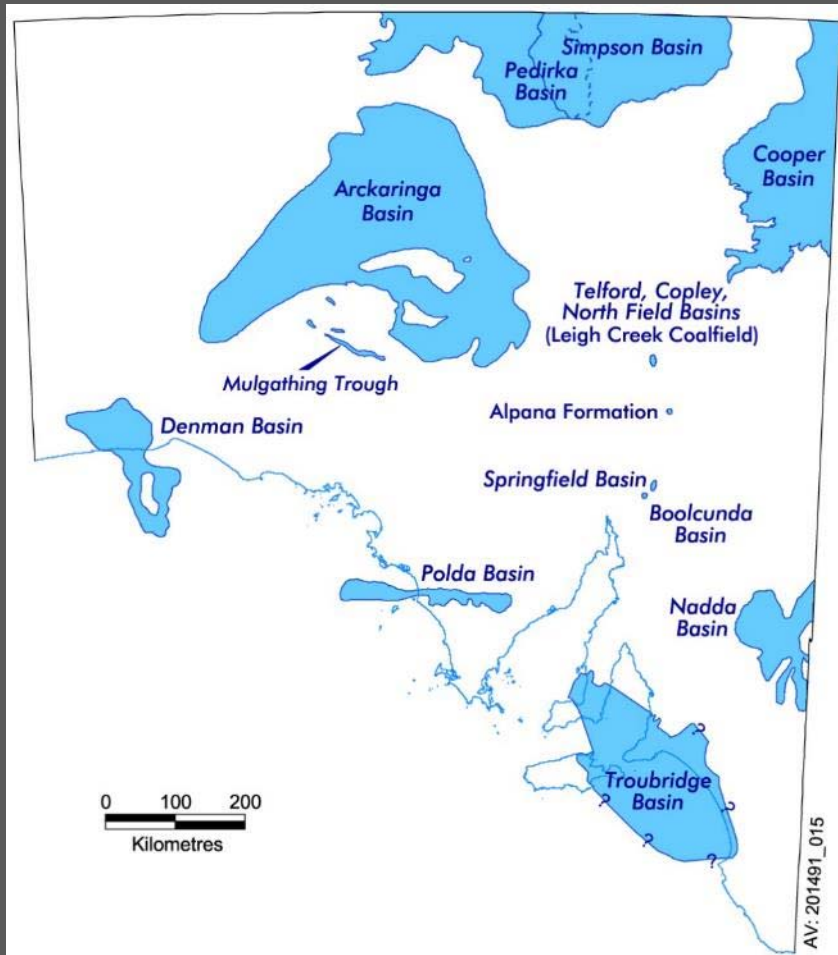 Simpson Basin
Pedirka
Basin
Cooper
Basin
Arckaringa
Basin
Telford, Copley,
North Field Basins
(Leigh Creek Coalfield)
Mulgathing Trough
Alpana Formation
Denman Basin
Springfield Basin
Boolcunda
Basin
Polda Basin
Nadda
Basin
?
Troubridge
Basin
?
?
?
?
0 100 200
Kilometres
AV: 201491_015